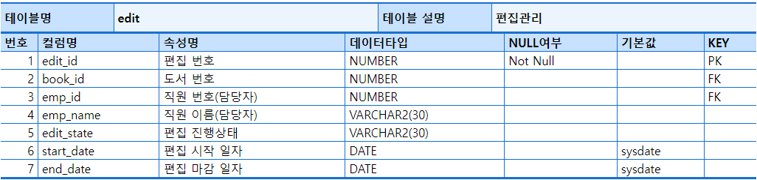 테이블명 edit 테이블 설명 편집관리
번호 컬럼명 속성명 데이터타입 NULL여부 기본값 KEY
1 edit_id 편집 번호 NUMBER Not Null PK
2 book_id 도서 번호 NUMBER FK
3 emp_id 직원 번호(담당자) NUMBER FK
4 emp_name 직원 이름(담당자) VARCHAR2(30)
5 edit_state 편집 진행상태 VARCHAR2(30)
6 start_date 편집 시작 일자 DATE sysdate
7 end_date 편집 마감 일자 DATE sysdate